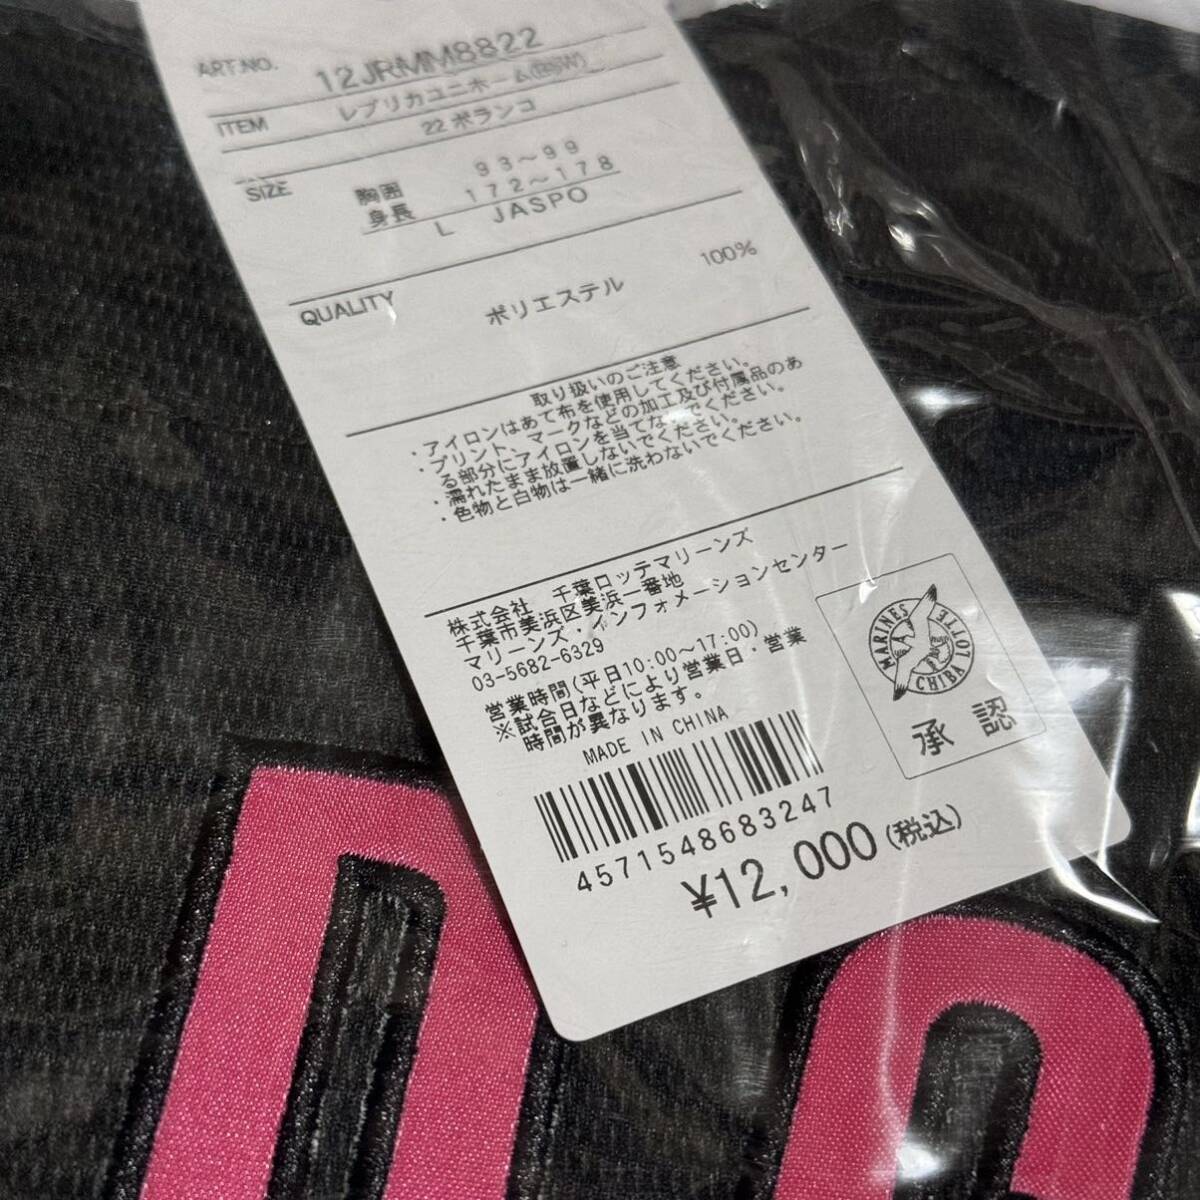 ART.NO. 12JRMM8822
ITEM レプリカユニホーム(BSW)
22 ポランコ
SIZE 胸囲 93～99
身長 172～178
L JASPO
QUALITY ポリエステル 100%
取り扱いのご注意
・アイロンはあて布を使用してください。
・プリント、マークなどの加工及び付属品のあ
る部分にアイロンを当てないでください。
・濡れたまま放置しないでください。
・色物と白物は一緒に洗わないでください。
株式会社 千葉ロッテマリーンズ
千葉市美浜区美浜一番地
マリーンズ・インフォメーションセンター
03-5682-6329
営業時間(平日10:00～17:00)
※試合日などにより営業日・営業
時間が異なります。
MADE IN CHINA
MARINES
CHIBA LOTTE
承認
4571548683247
¥12,000(税込)